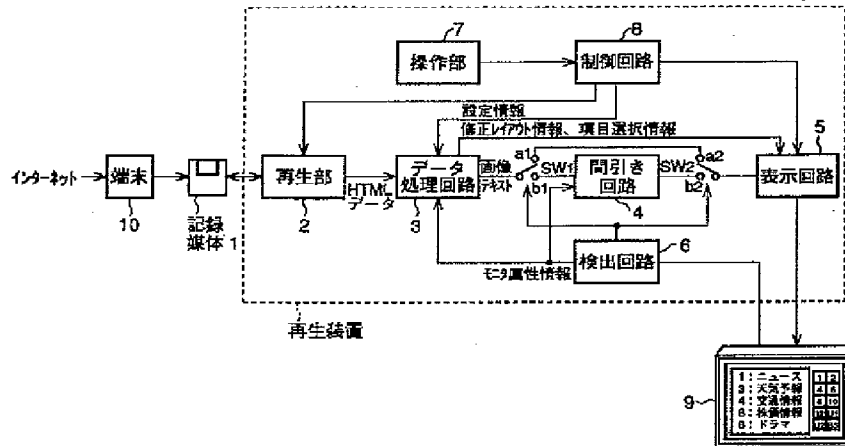 7
操作部
8
制御回路
設定情報
修正レイアウト情報、項目選択情報
インターネット
端末
10
記録
媒体 1
再生部
2
HTML
データ
データ
処理回路
3
画像
テキスト
a1
b1
SW1
間引き
回路
4
SW2
a2
b2
5
表示回路
モニタ属性情報
検出回路
6
再生装置
9
1：ニュース
3：天気予報
4：交通情報
6：株価情報
8：ドラマ
1 2
4 6
8 10